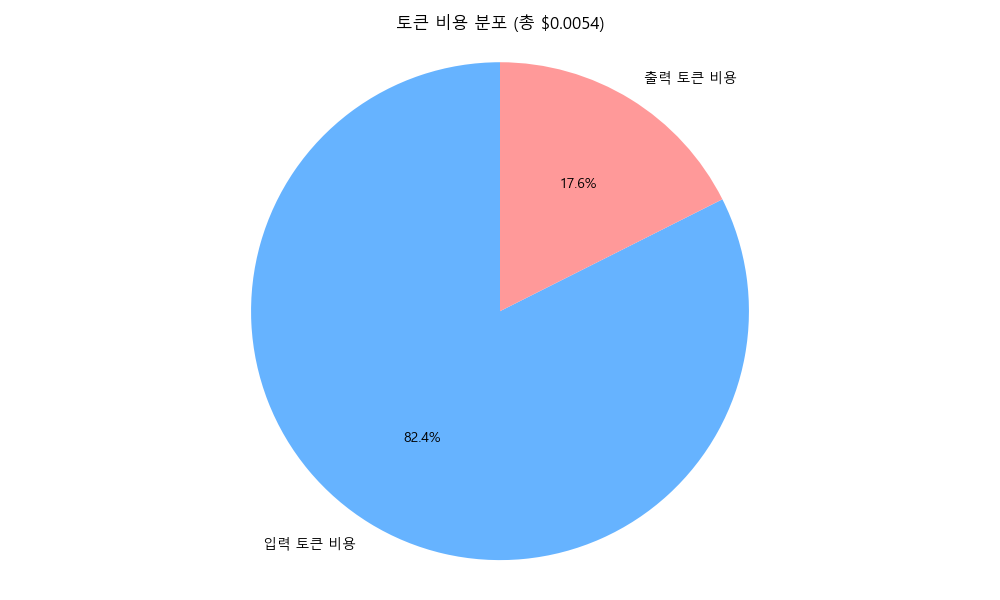 토큰 비용 분포 (총 $0.0054)
출력 토큰 비용
17.6%
82.4%
입력 토큰 비용